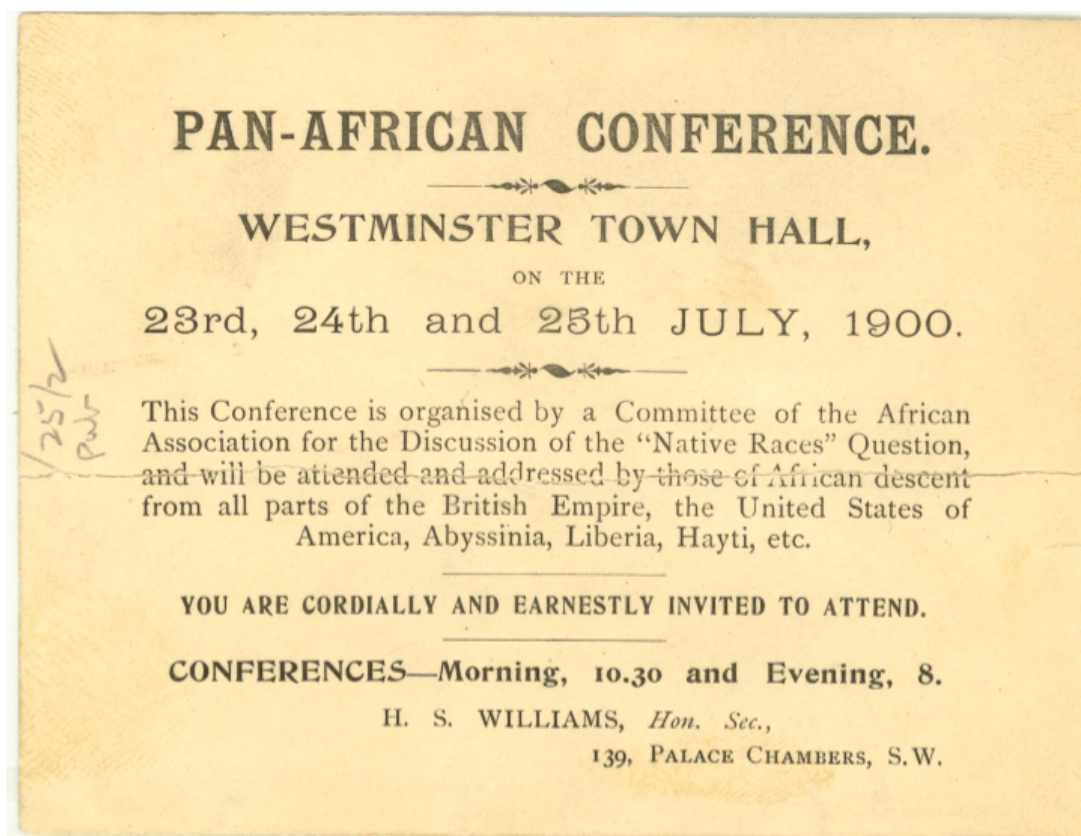 PAN-AFRICAN CONFERENCE.
WESTMINSTER TOWN HALL,
ON THE
23rd, 24th and 25th JULY, 1900.
This Conference is organised by a Committee of the African
Association for the Discussion of the “Native Races” Question,
and will be attended and addressed by those of African descent
from all parts of the British Empire, the United States of
America, Abyssinia, Liberia, Hayti, etc.
YOU ARE CORDIALLY AND EARNESTLY INVITED TO ATTEND.
CONFERENCES—Morning, 10.30 and Evening, 8.
H. S. WILLIAMS, Hon. Sec.,
139, PALACE CHAMBERS, S.W.